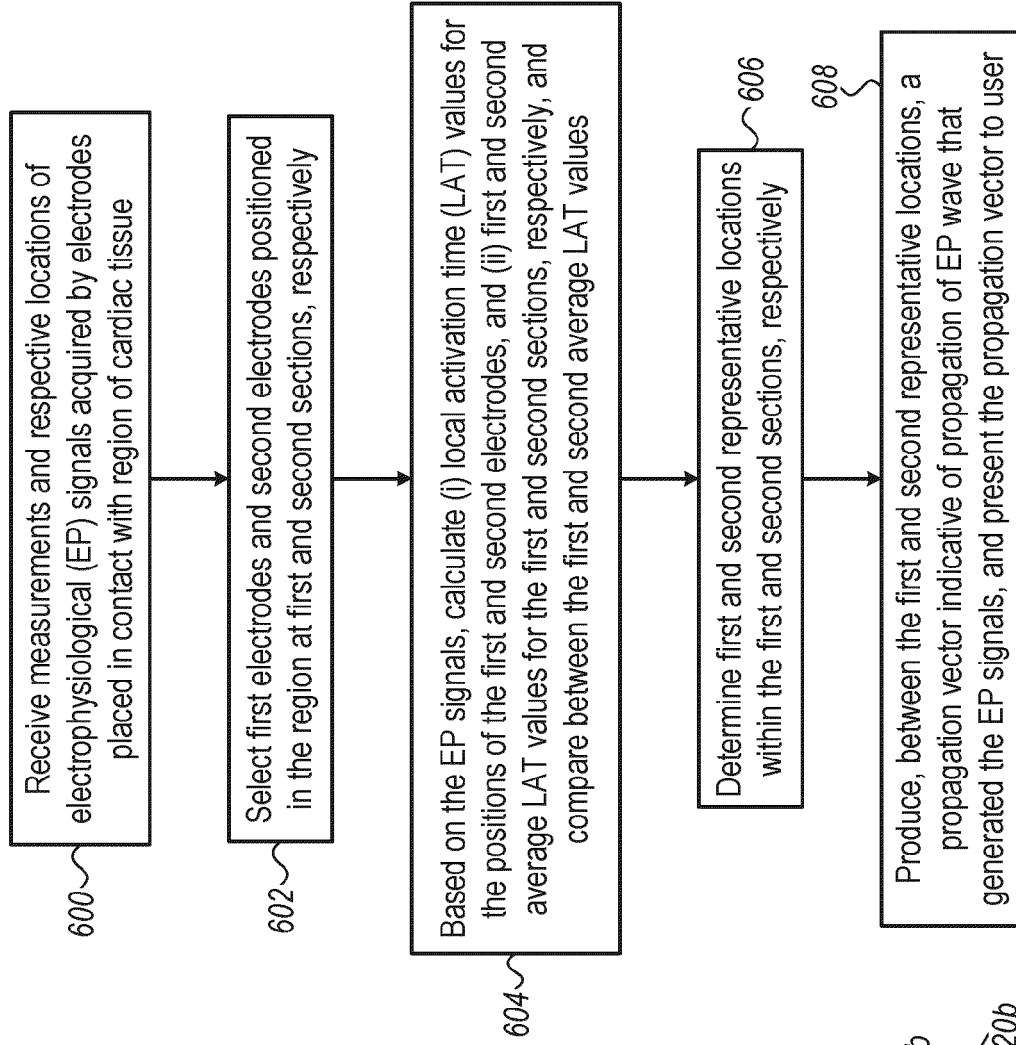 Receive measurements and respective locations of
electrophysiological (EP) signals acquired by electrodes
placed in contact with region of cardiac tissue
600
Select first electrodes and second electrodes positioned
in the region at first and second sections, respectively
602
Based on the EP signals, calculate (i) local activation time (LAT) values for
the positions of the first and second electrodes, and (ii) first and second
average LAT values for the first and second sections, respectively, and
compare between the first and second average LAT values
604
Determine first and second representative locations
within the first and second sections, respectively
606
Produce, between the first and second representative locations, a
propagation vector indicative of propagation of EP wave that
generated the EP signals, and present the propagation vector to user
608
20b